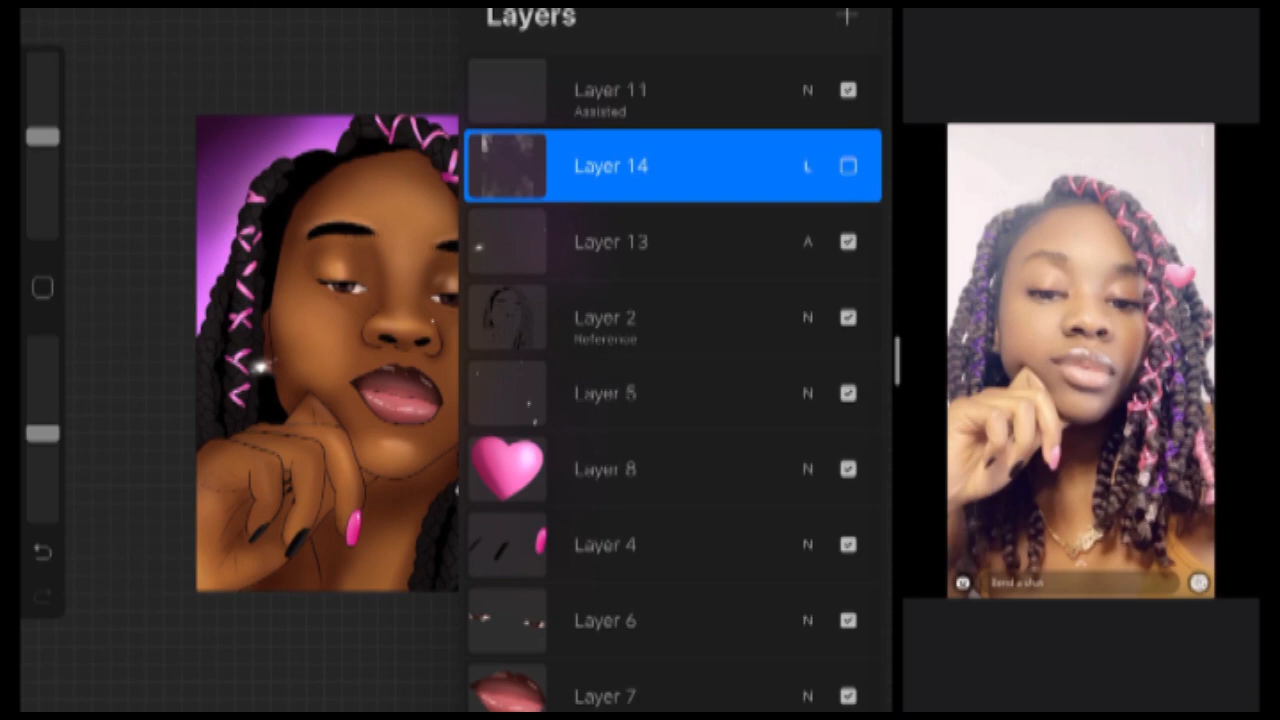 Layers
Layer 11 N
Assisted
Layer 14 L
Layer 13 A
Layer 2 N
Reference
Layer 5 N
Layer 8 N
Layer 4 N
Layer 6 N
Layer 7 N
Send a